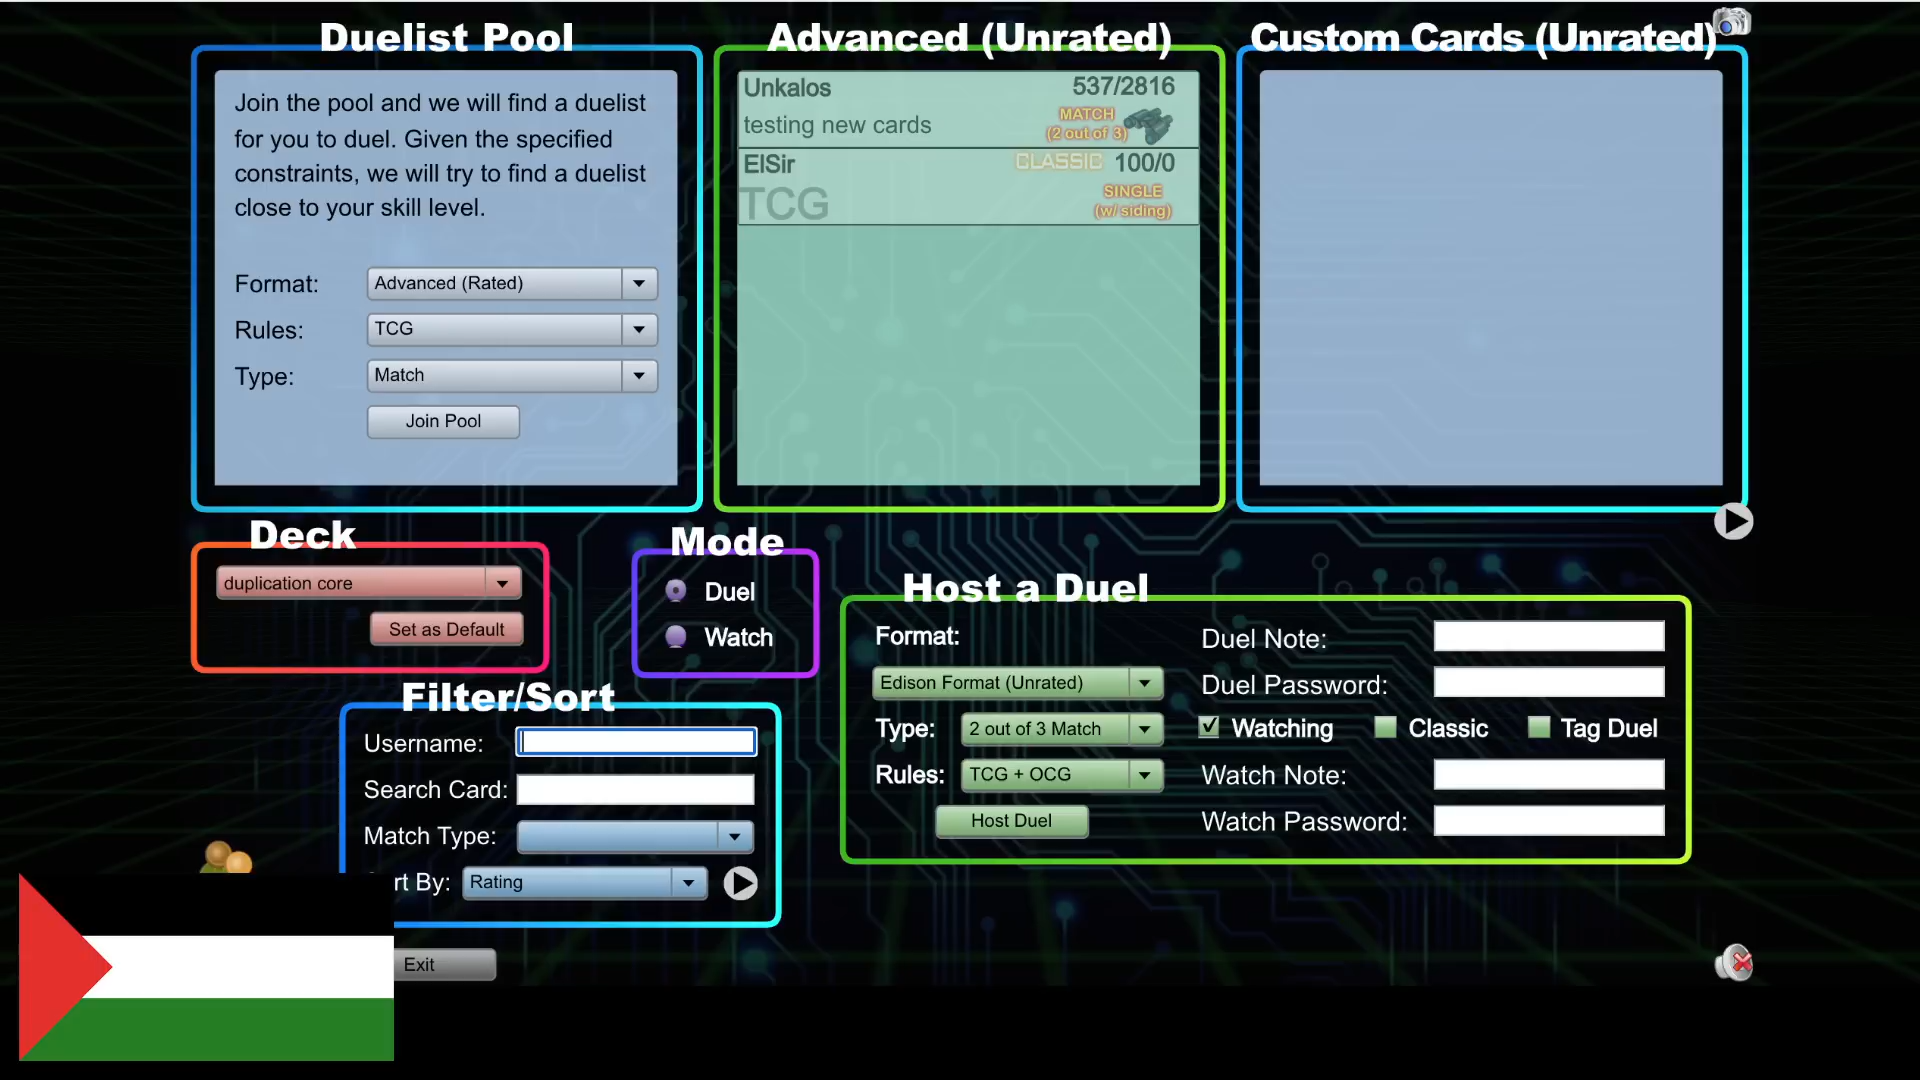 Duelist Pool
Join the pool and we will find a duelist
for you to duel. Given the specified
constraints, we will try to find a duelist
close to your skill level.
Format: Advanced (Rated)
Rules: TCG
Type: Match
Join Pool
Advanced (Unrated)
Unkalos 537/2816
testing new cards MATCH
(2 out of 3)
ElSir CLASSIC 100/0
TCG SINGLE
(w/ siding)
Custom Cards (Unrated)
Deck
duplication core
Set as Default
Mode
Duel
Watch
Filter/Sort
Username:
Search Card:
Match Type:
rt By: Rating
Exit
Host a Duel
Format:
Edison Format (Unrated)
Type: 2 out of 3 Match
Rules: TCG + OCG
Host Duel
Duel Note:
Duel Password:
Watching Classic Tag Duel
Watch Note:
Watch Password: